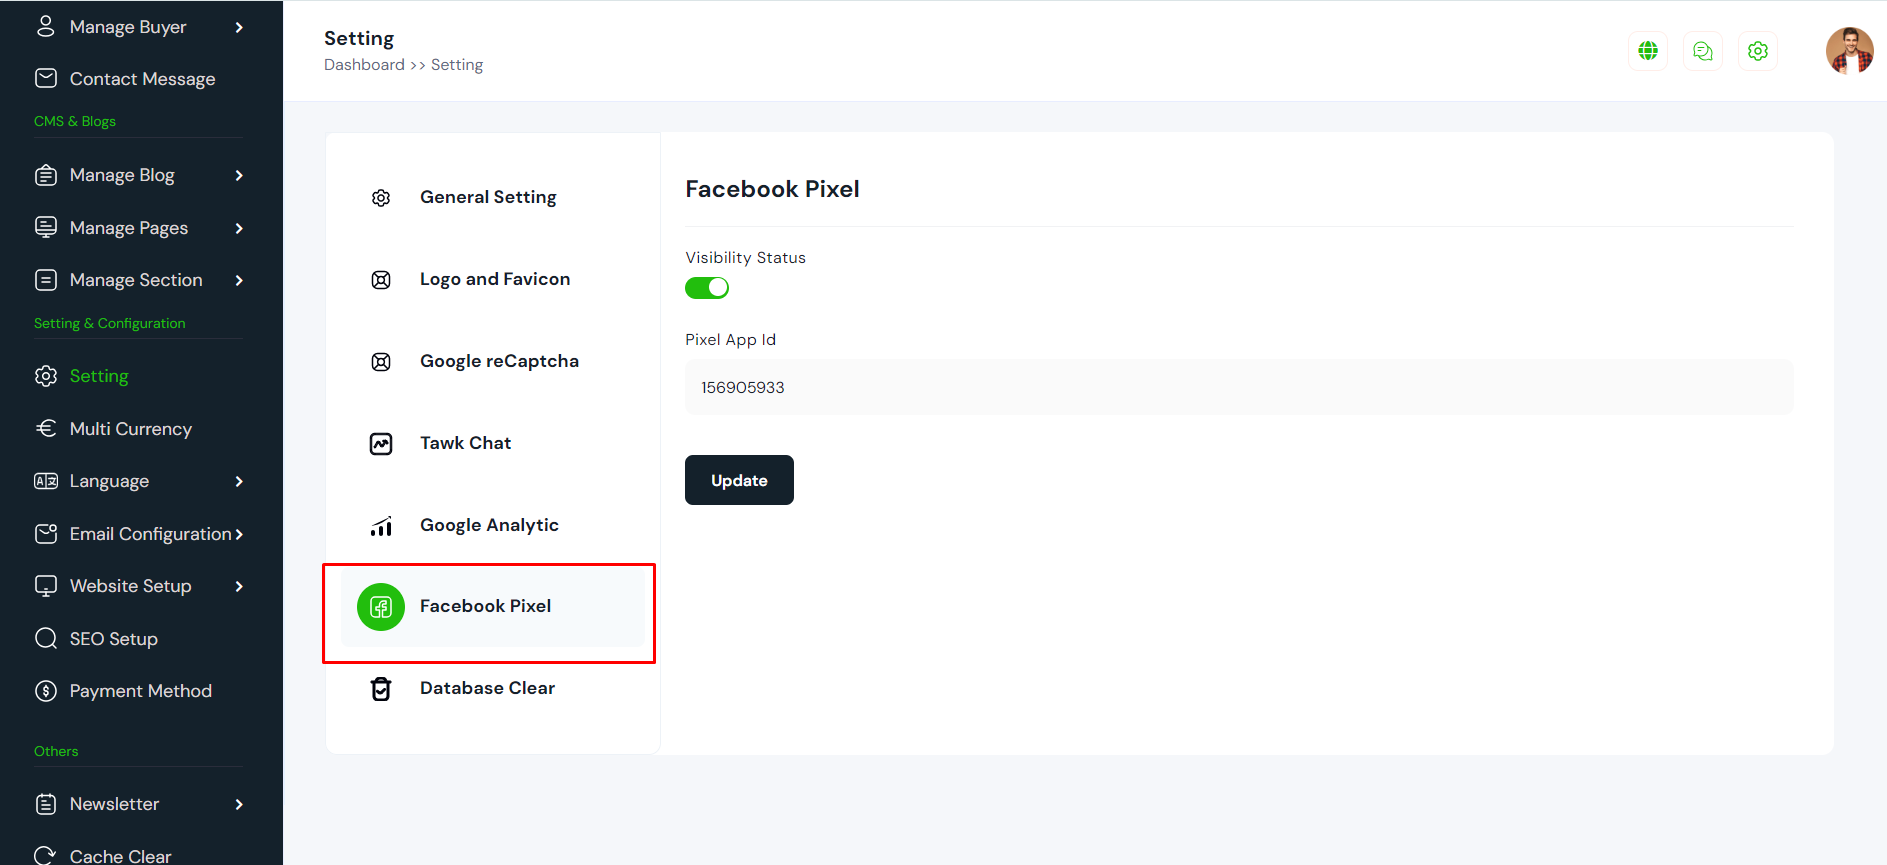 Manage Buyer
Contact Message
CMS & Blogs
Manage Blog
Manage Pages
Manage Section
Setting & Configuration
Setting
Multi Currency
Language
Email Configuration
Website Setup
SEO Setup
Payment Method
Others
Newsletter
Cache Clear
Setting
Dashboard >> Setting
General Setting
Logo and Favicon
Google reCaptcha
Tawk Chat
Google Analytic
Facebook Pixel
Database Clear
Facebook Pixel
Visibility Status
Pixel App Id
156905933
Update